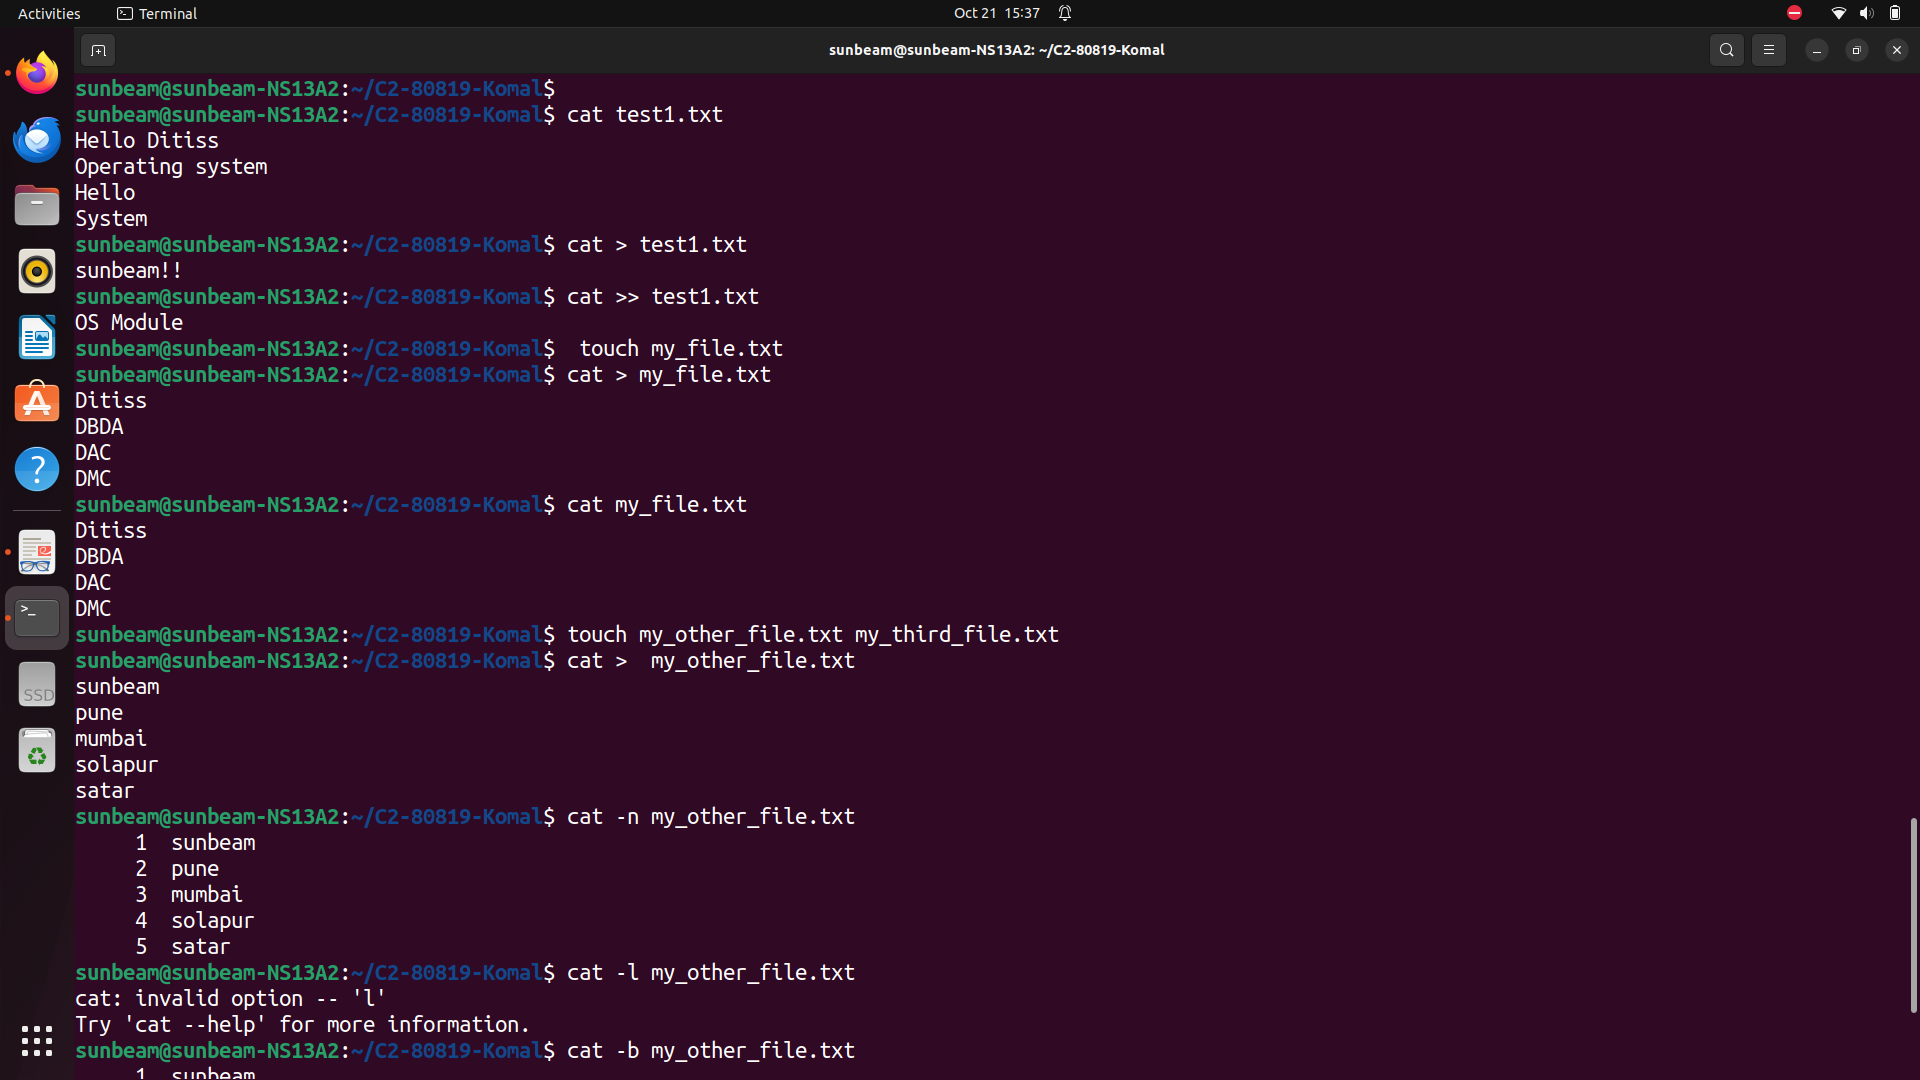 Activities
Terminal
Oct 21 15:37
sunbeam@sunbeam-NS13A2: ~/C2-80819-Komal
sunbeam@sunbeam-NS13A2:~/C2-80819-Komal$
sunbeam@sunbeam-NS13A2:~/C2-80819-Komal$ cat test1.txt
Hello Ditiss
Operating system
Hello
System
sunbeam@sunbeam-NS13A2:~/C2-80819-Komal$ cat > test1.txt
sunbeam!!
sunbeam@sunbeam-NS13A2:~/C2-80819-Komal$ cat >> test1.txt
OS Module
sunbeam@sunbeam-NS13A2:~/C2-80819-Komal$  touch my_file.txt
sunbeam@sunbeam-NS13A2:~/C2-80819-Komal$ cat > my_file.txt
Ditiss
DBDA
DAC
DMC
sunbeam@sunbeam-NS13A2:~/C2-80819-Komal$ cat my_file.txt
Ditiss
DBDA
DAC
DMC
sunbeam@sunbeam-NS13A2:~/C2-80819-Komal$ touch my_other_file.txt my_third_file.txt
sunbeam@sunbeam-NS13A2:~/C2-80819-Komal$ cat >  my_other_file.txt
sunbeam
pune
mumbai
solapur
satar
sunbeam@sunbeam-NS13A2:~/C2-80819-Komal$ cat -n my_other_file.txt
     1  sunbeam
     2  pune
     3  mumbai
     4  solapur
     5  satar
sunbeam@sunbeam-NS13A2:~/C2-80819-Komal$ cat -l my_other_file.txt
cat: invalid option -- 'l'
Try 'cat --help' for more information.
sunbeam@sunbeam-NS13A2:~/C2-80819-Komal$ cat -b my_other_file.txt
     1  sunbeam
>_
SSD